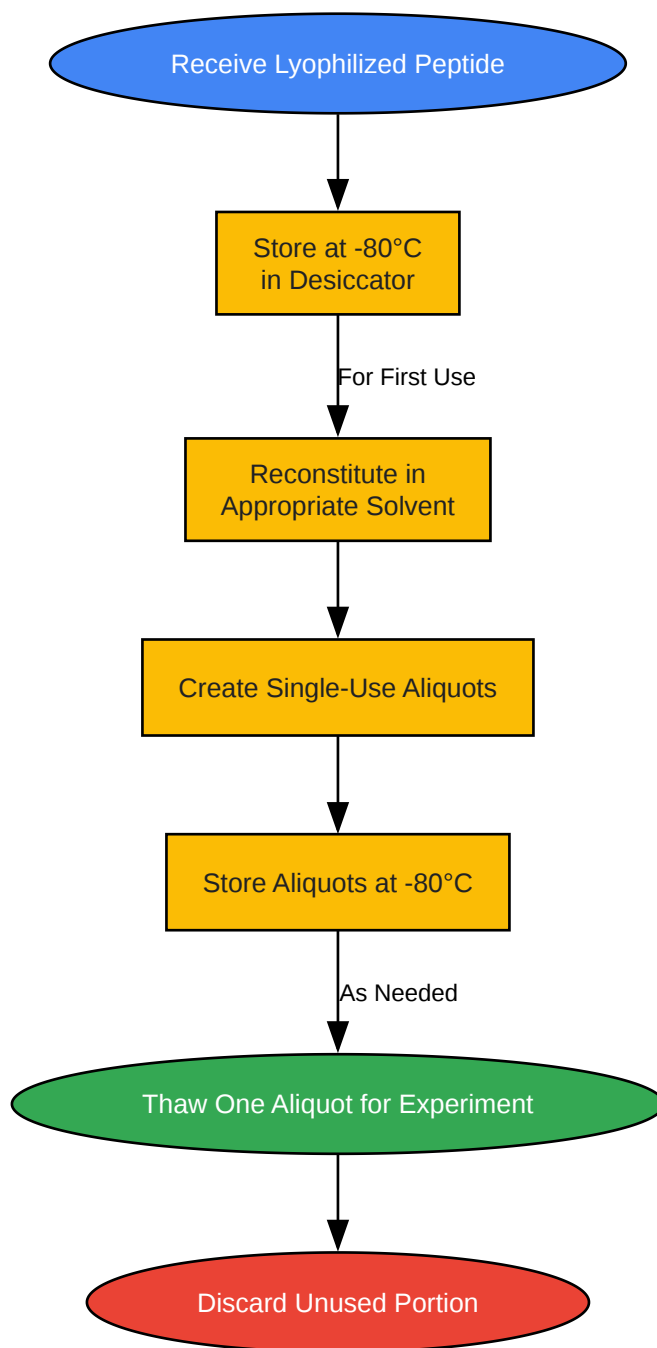 Receive Lyophilized Peptide
Store at -80°C
in Desiccator
For First Use
Reconstitute in
Appropriate Solvent
Create Single-Use Aliquots
Store Aliquots at -80°C
As Needed
Thaw One Aliquot for Experiment
Discard Unused Portion